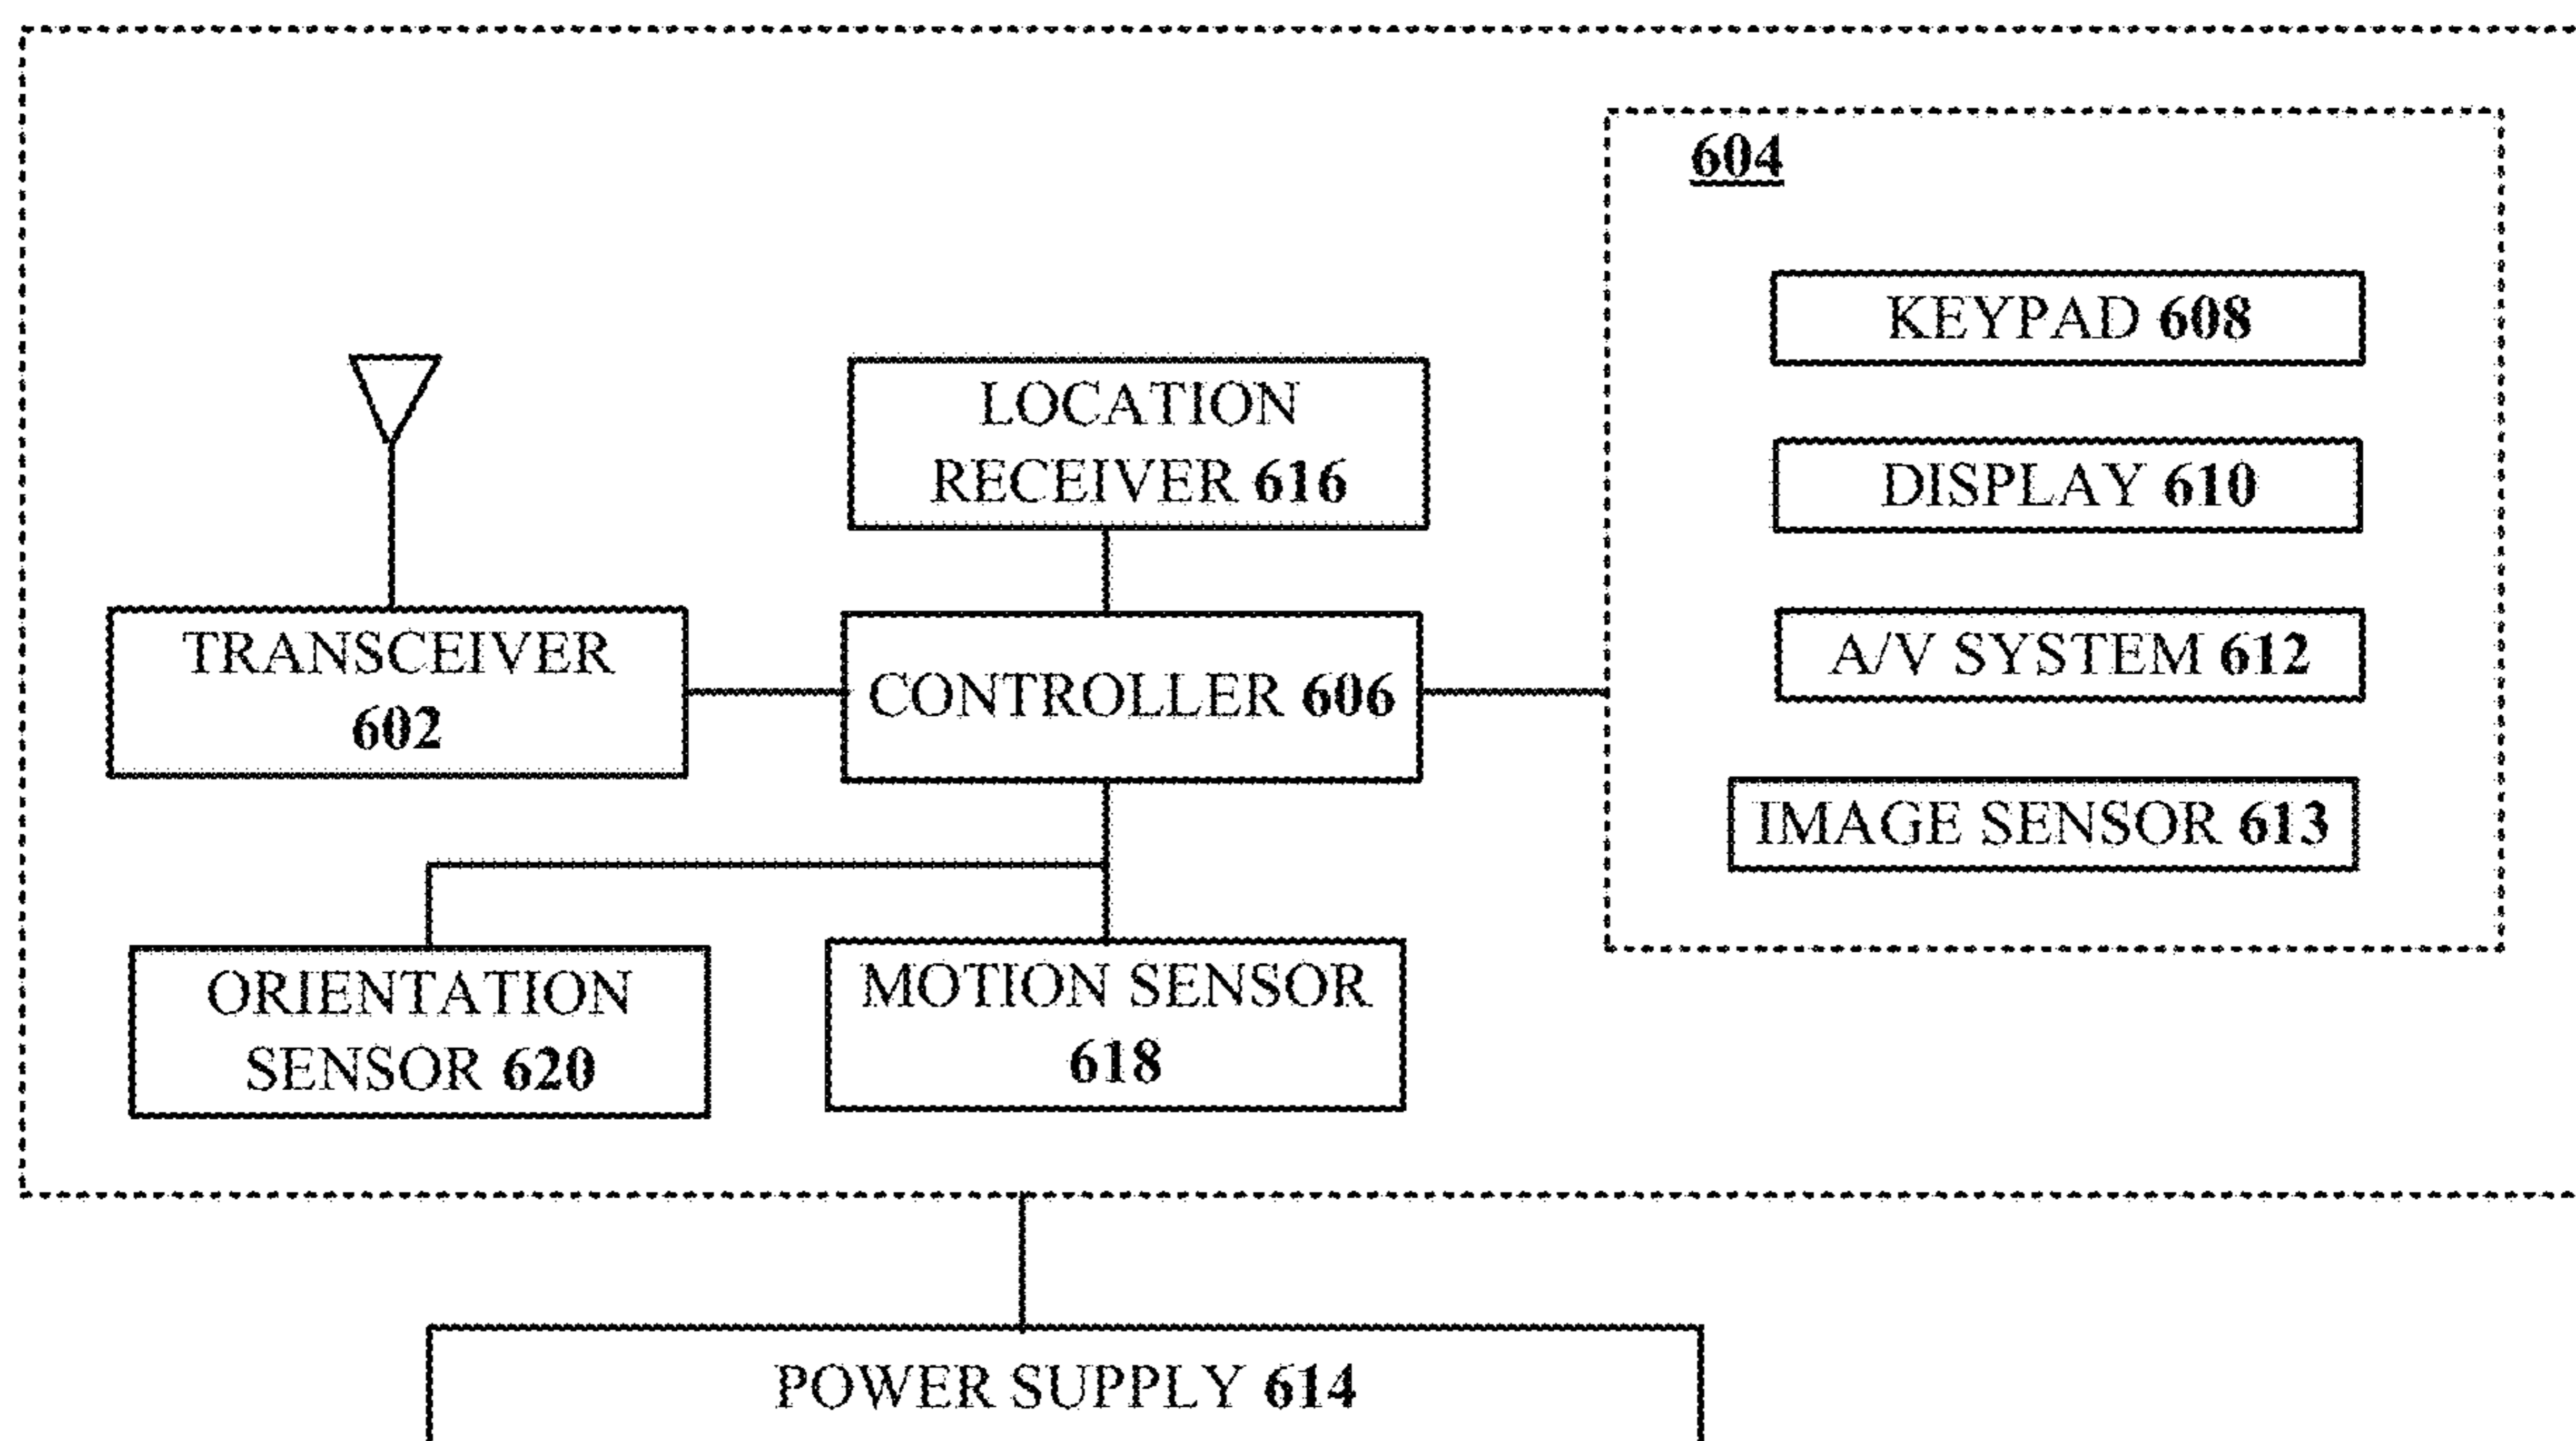 604
KEYPAD 608
LOCATION
RECEIVER 616
DISPLAY 610
TRANSCEIVER
602
CONTROLLER 606
A/V SYSTEM 612
IMAGE SENSOR 613
ORIENTATION
SENSOR 620
MOTION SENSOR
618
POWER SUPPLY 614